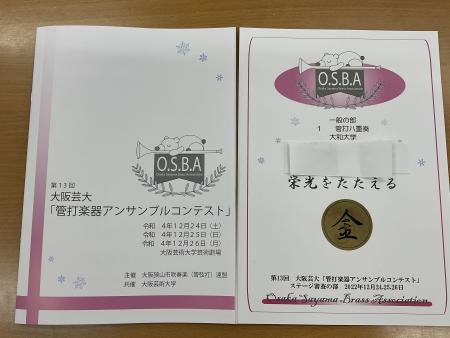 O.S.B.A
Osaka Sayama Brass Association
第13回
大阪芸大
「管打楽器アンサンブルコンテスト」
令和 4年12月24日(土)
令和 4年12月25日(日)
令和 4年12月26日(月)
大阪芸術大学芸術劇場
主催 大阪狭山市吹奏楽(管弦打)連盟
共催 大阪芸術大学
O.S.B.A
Osaka Sayama Brass Association
一般の部
1 管打八重奏
大和大学
栄光をたたえる
金
第13回 大阪芸大「管打楽器アンサンブルコンテスト」
ステージ審査の部 2022年12月24.25.26日
Osaka Sayama Brass Association